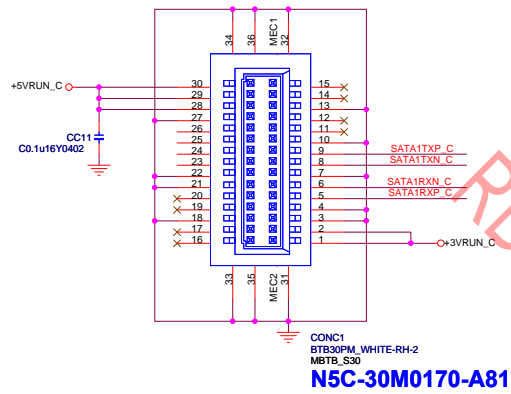 34
36
MEC1
32
+5VRUN_C
30
29
28
27
26
25
24
23
22
21
20
19
18
17
16
15
14
13
12
11
10
9
8
7
6
5
4
3
2
1
SATA1TXP_C
SATA1TXN_C
SATA1RXN_C
SATA1RXP_C
+3VRUN_C
CC11
C0.1u16Y0402
33
35
MEC2
31
CONC1
BTB30PM_WHITE-RH-2
MBTB_S30
N5C-30M0170-A81